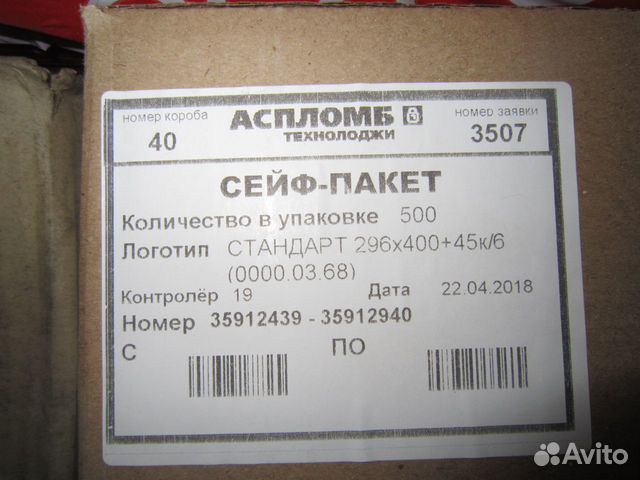 номер короба
40
АСПЛОМБ
ТЕХНОЛОДЖИ
номер заявки
3507
СЕЙФ-ПАКЕТ
Количество в упаковке 500
Логотип СТАНДАРТ 296х400+45к/6
(0000.03.68)
Контролёр 19 Дата 22.04.2018
Номер 35912439 - 35912940
С ПО
Avito